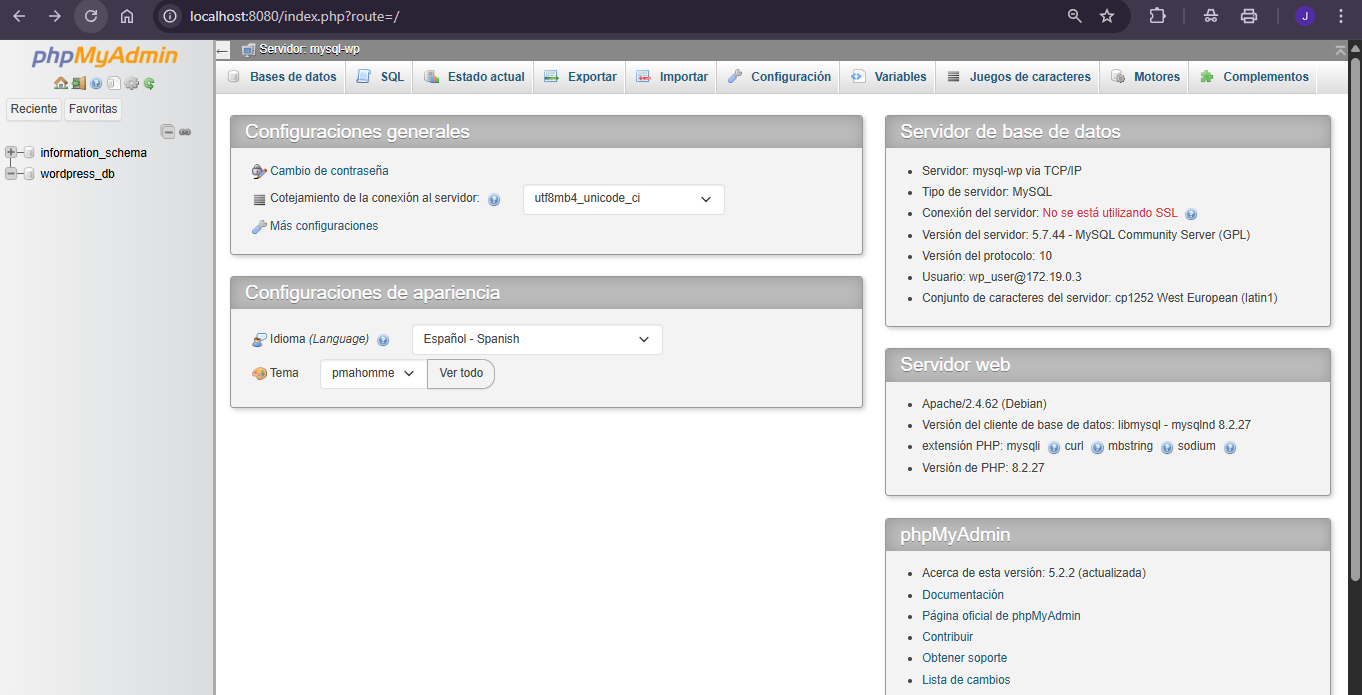 localhost:8080/index.php?route=/
J
phpMyAdmin
Reciente
Favoritas
information_schema
wordpress_db
Servidor: mysql-wp
Bases de datos
SQL
Estado actual
Exportar
Importar
Configuración
Variables
Juegos de caracteres
Motores
Complementos
Configuraciones generales
Cambio de contraseña
Cotejamiento de la conexión al servidor:
utf8mb4_unicode_ci
Más configuraciones
Configuraciones de apariencia
Idioma (Language)
Español - Spanish
Tema
pmahomme
Ver todo
Servidor de base de datos
Servidor: mysql-wp via TCP/IP
Tipo de servidor: MySQL
Conexión del servidor: No se está utilizando SSL
Versión del servidor: 5.7.44 - MySQL Community Server (GPL)
Versión del protocolo: 10
Usuario: wp_user@172.19.0.3
Conjunto de caracteres del servidor: cp1252 West European (latin1)
Servidor web
Apache/2.4.62 (Debian)
Versión del cliente de base de datos: libmysql - mysqlnd 8.2.27
extensión PHP: mysqli curl mbstring sodium
Versión de PHP: 8.2.27
phpMyAdmin
Acerca de esta versión: 5.2.2 (actualizada)
Documentación
Página oficial de phpMyAdmin
Contribuir
Obtener soporte
Lista de cambios